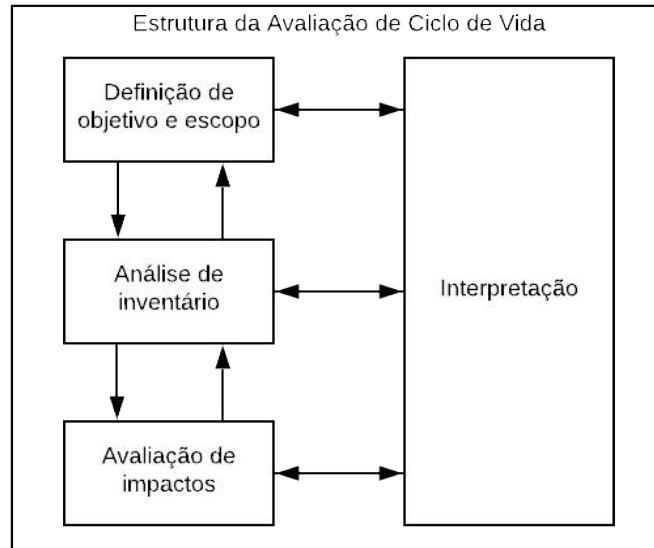 Estrutura da Avaliação de Ciclo de Vida
Definição de
objetivo e escopo
Análise de
inventário
Interpretação
Avaliação de
impactos